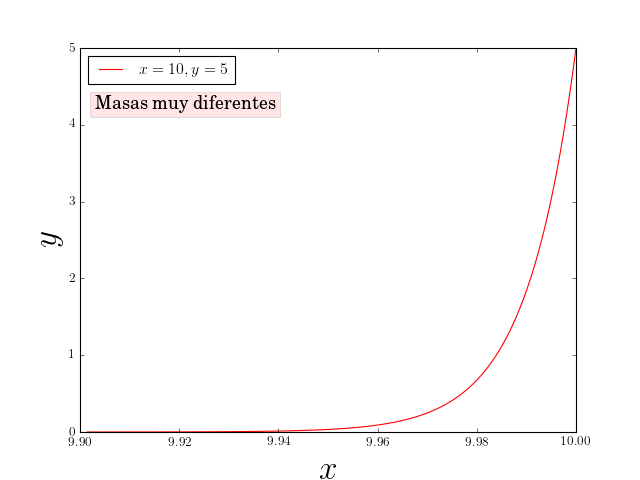 x = 10, y = 5
Masas muy diferentes
5
4
3
2
1
0
y
9.90 9.92 9.94 9.96 9.98 10.00
x